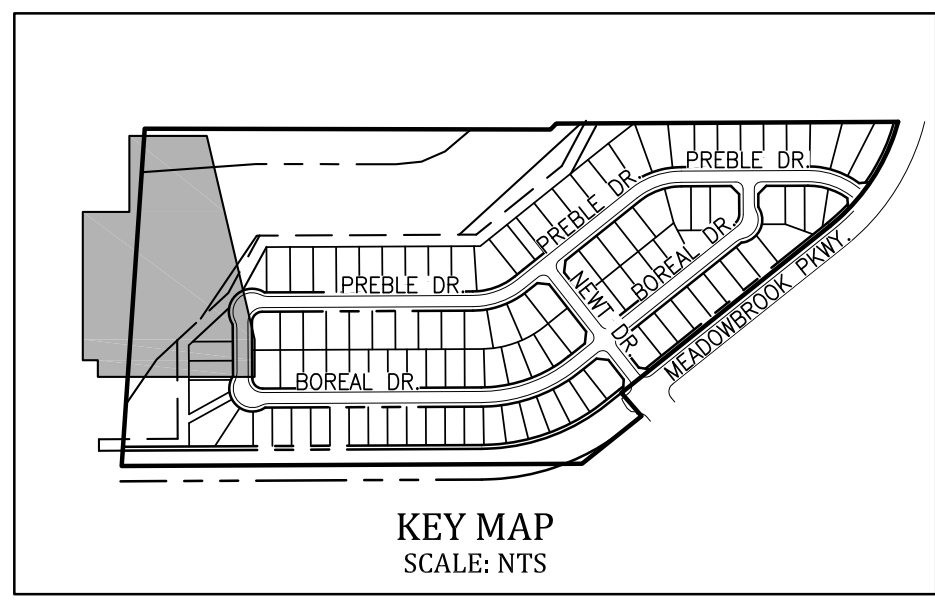 PREBLE DR.
PREBLE DR.
BOREAL DR.
PREBLE DR.
NEWT DR.
MEADOWBROOK PKWY.
BOREAL DR.
KEY MAP
SCALE: NTS